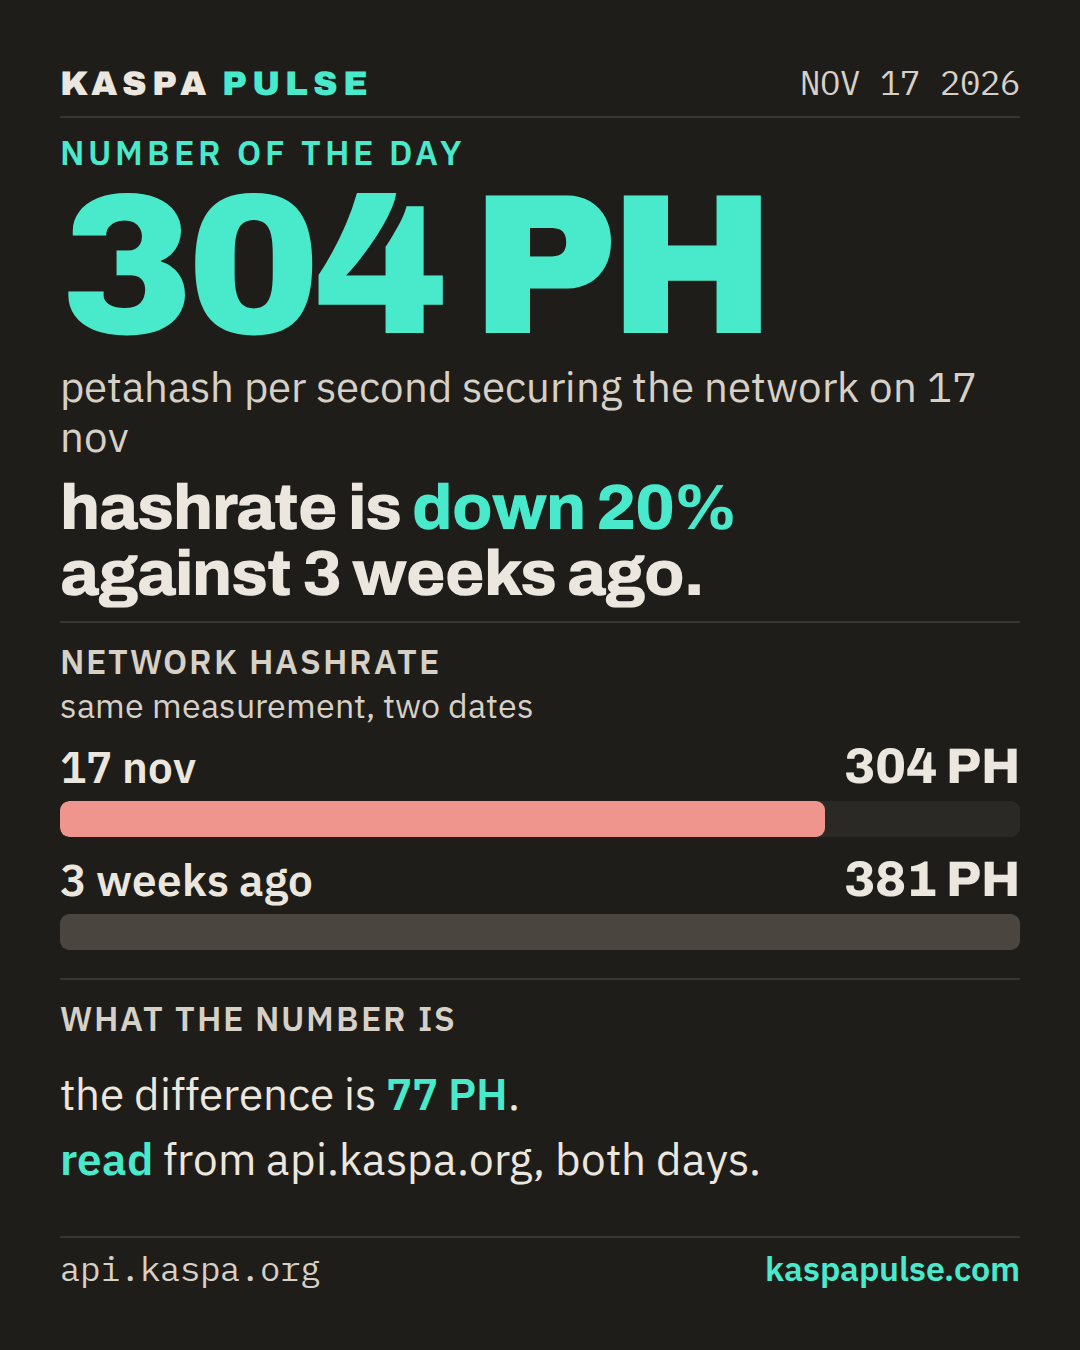 KASPA PULSE
NOV 17 2026
NUMBER OF THE DAY
304 PH
petahash per second securing the network on 17
nov
hashrate is down 20%
against 3 weeks ago.
NETWORK HASHRATE
same measurement, two dates
17 nov
304 PH
3 weeks ago
381 PH
WHAT THE NUMBER IS
the difference is 77 PH.
read from api.kaspa.org, both days.
api.kaspa.org
kaspapulse.com